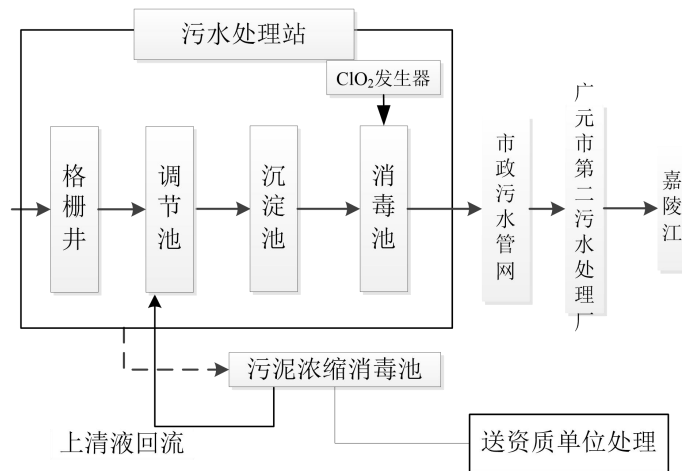 污水处理站
ClO₂发生器
格栅井
调节池
沉淀池
消毒池
市政污水管网
广元市第二污水处理厂
嘉陵江
污泥浓缩消毒池
上清液回流
送资质单位处理